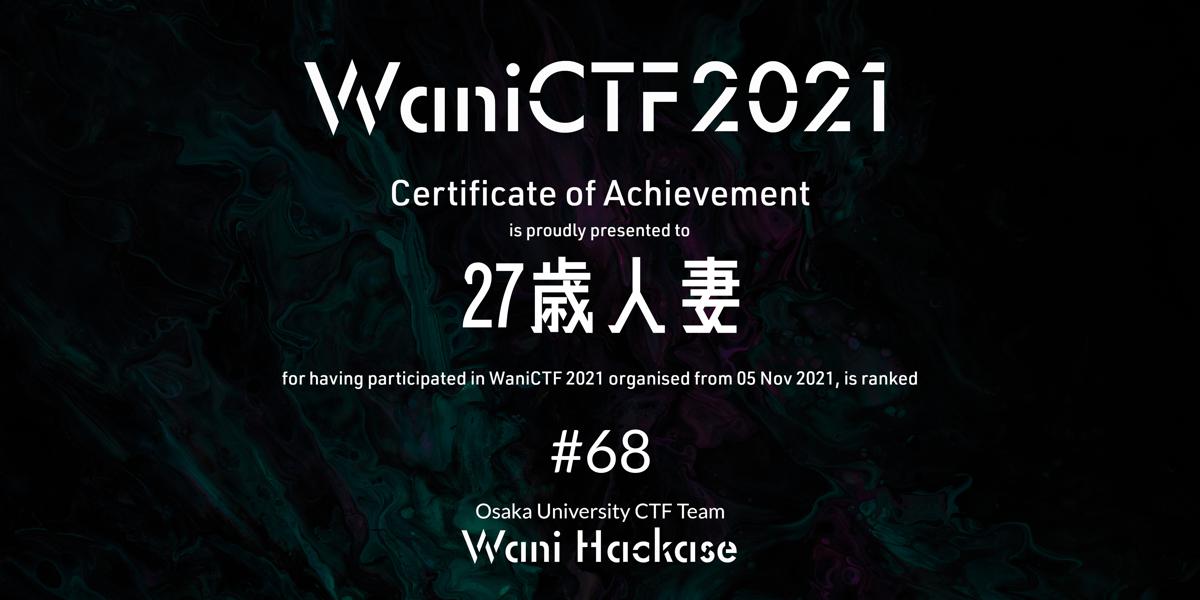 WaniCTF2021
Certificate of Achievement
is proudly presented to
27歳人妻
for having participated in WaniCTF 2021 organised from 05 Nov 2021, is ranked
#68
Osaka University CTF Team
Wani Hackase